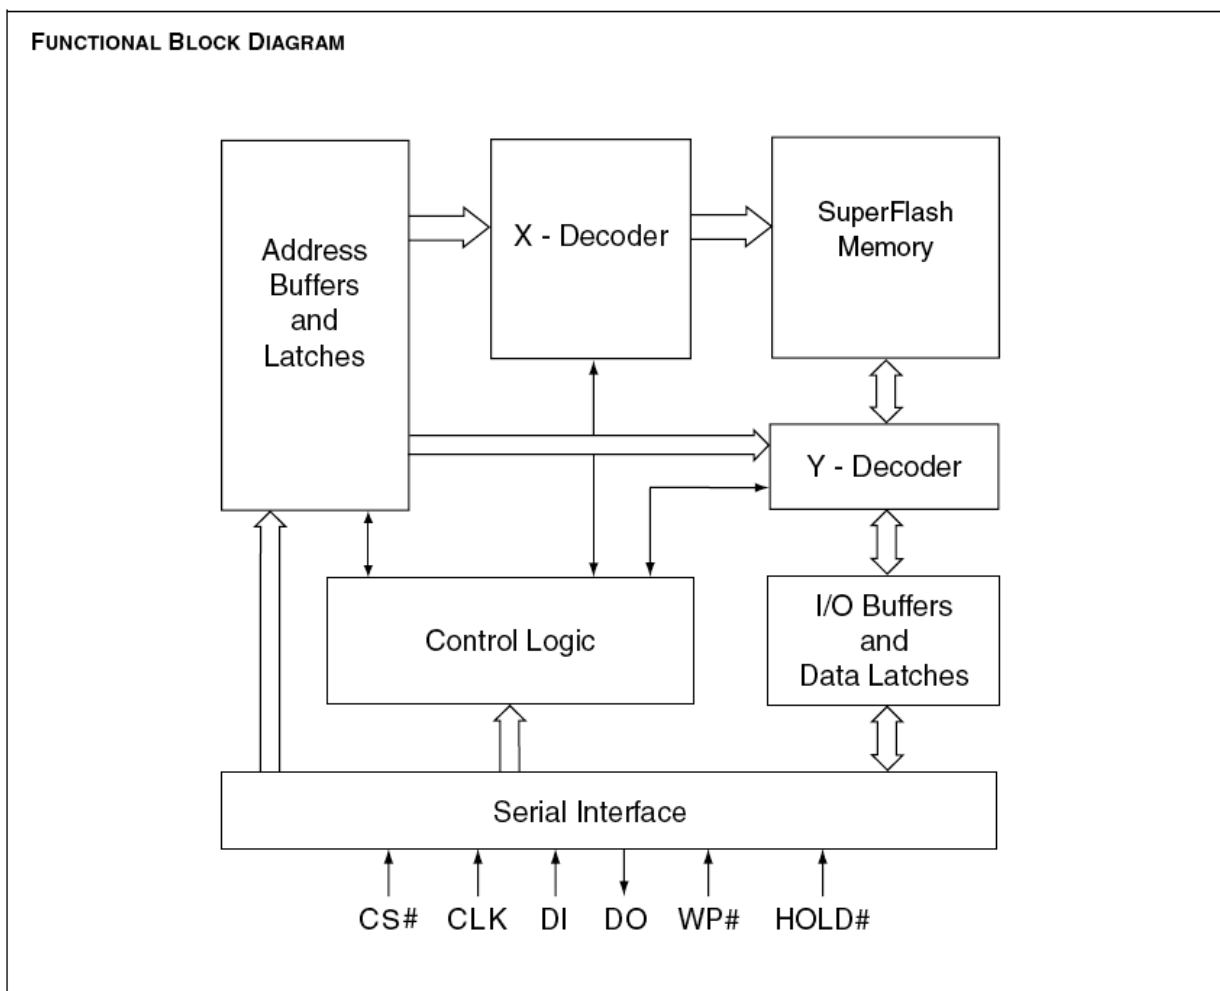 FUNCTIONAL BLOCK DIAGRAM
Address
Buffers
and
Latches
X - Decoder
SuperFlash
Memory
Y - Decoder
Control Logic
I/O Buffers
and
Data Latches
Serial Interface
CS# CLK DI DO WP# HOLD#